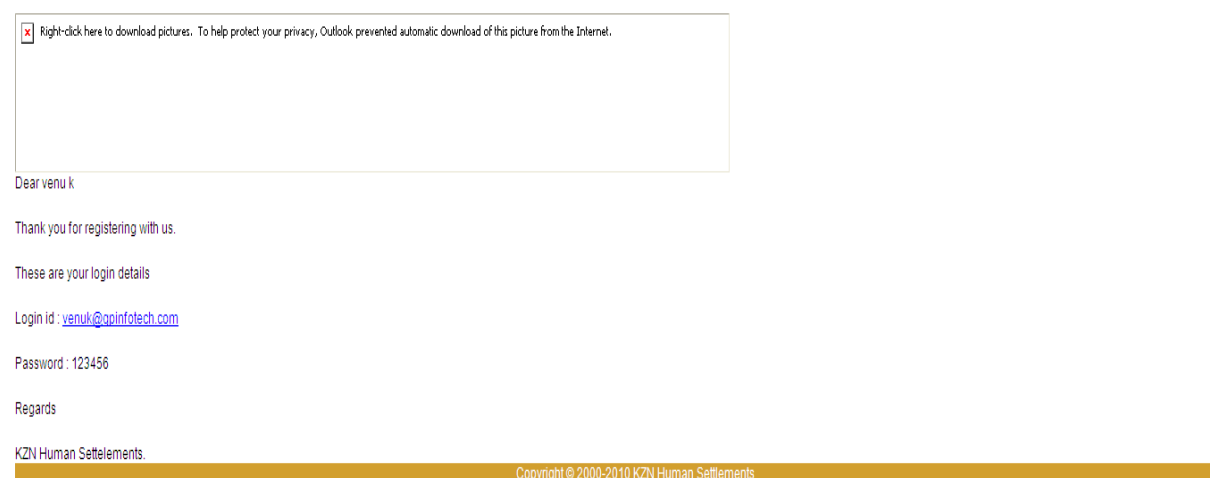 Right-click here to download pictures. To help protect your privacy, Outlook prevented automatic download of this picture from the Internet.
Dear venu k
Thank you for registering with us.
These are your login details
Login id : venuk@gpinfotech.com
Password : 123456
Regards
KZN Human Settelements.
Copyright © 2000-2010 KZN Human Settlements